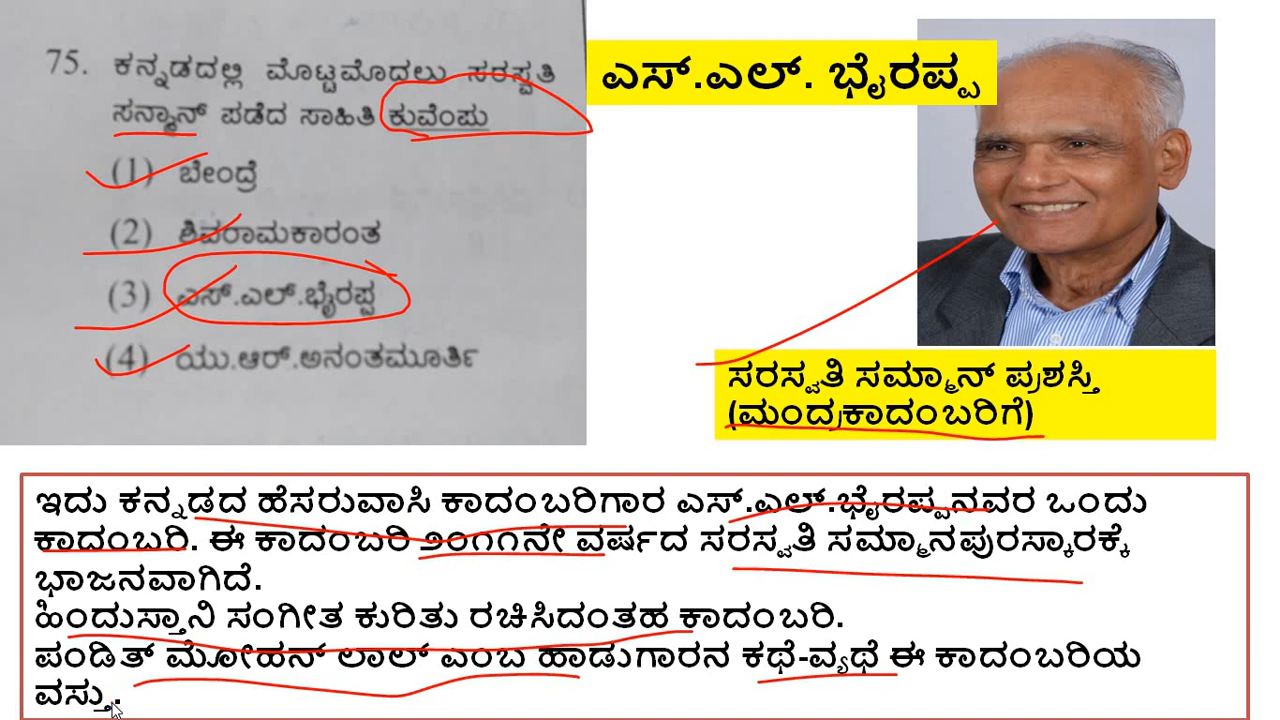 75. ಕನ್ನಡದಲ್ಲಿ ಮೊಟ್ಟಮೊದಲು ಸರಸ್ವತಿ
ಸನ್ಮಾನ್ ಪಡೆದ ಸಾಹಿತಿ ಕುವೆಂಪು
(1) ಬೇಂದ್ರೆ
(2) ಶಿವರಾಮಕಾರಂತ
(3) ಎಸ್.ಎಲ್.ಭೈರಪ್ಪ
(4) ಯು.ಆರ್.ಅನಂತಮೂರ್ತಿ
ಎಸ್.ಎಲ್. ಭೈರಪ್ಪ
ಸರಸ್ವತಿ ಸಮ್ಮಾನ್ ಪ್ರಶಸ್ತಿ
(ಮಂದ್ರಕಾದಂಬರಿಗೆ)
ಇದು ಕನ್ನಡದ ಹೆಸರುವಾಸಿ ಕಾದಂಬರಿಗಾರ ಎಸ್.ಎಲ್.ಭೈರಪ್ಪನವರ ಒಂದು
ಕಾದಂಬರಿ. ಈ ಕಾದಂಬರಿ ೨೦೧೧ನೇ ವರ್ಷದ ಸರಸ್ವತಿ ಸಮ್ಮಾನಪುರಸ್ಕಾರಕ್ಕೆ
ಭಾಜನವಾಗಿದೆ.
ಹಿಂದುಸ್ತಾನಿ ಸಂಗೀತ ಕುರಿತು ರಚಿಸಿದಂತಹ ಕಾದಂಬರಿ.
ಪಂಡಿತ್ ಮೋಹನ್ ಲಾಲ್ ಎಂಬ ಹಾಡುಗಾರನ ಕಥೆ-ವ್ಯಥೆ ಈ ಕಾದಂಬರಿಯ
ವಸ್ತು.